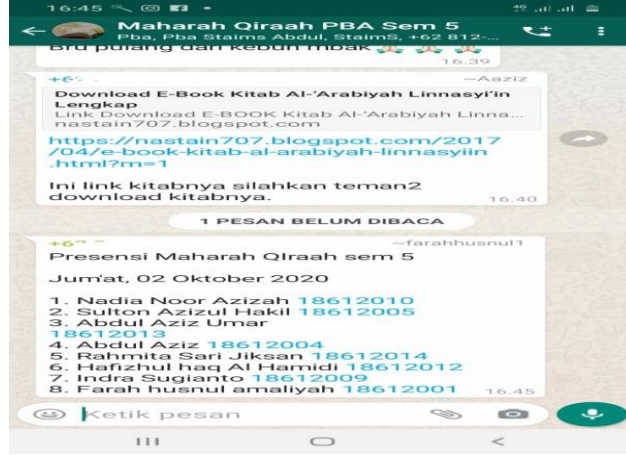 16:45
Maharah Qiraah PBA Sem 5
Pba, Pba Staims Abdul, StaimS, +62 812-...
Bru pulang dari kebun mbak
16.39
~Aaziz
Download E-Book Kitab Al-'Arabiyah Linnasyi'in
Lengkap
Link Download E-BOOK Kitab Al-'Arabiyah Linna...
nastain707.blogspot.com
https://nastain707.blogspot.com/2017
/04/e-book-kitab-al-arabiyah-linnasyiin
.html?m=1
Ini link kitabnya silahkan teman2
download kitabnya.
16.40
1 PESAN BELUM DIBACA
~farahhusnul1
Presensi Maharah QIraah sem 5
Jum'at, 02 Oktober 2020
1. Nadia Noor Azizah 18612010
2. Sulton Azizul Hakil 18612005
3. Abdul Aziz Umar
18612013
4. Abdul Aziz 18612004
5. Rahmita Sari Jiksan 18612014
6. Hafizhul haq Al Hamidi 18612012
7. Indra Sugianto 18612009
8. Farah husnul amaliyah 18612001
16.45
Ketik pesan